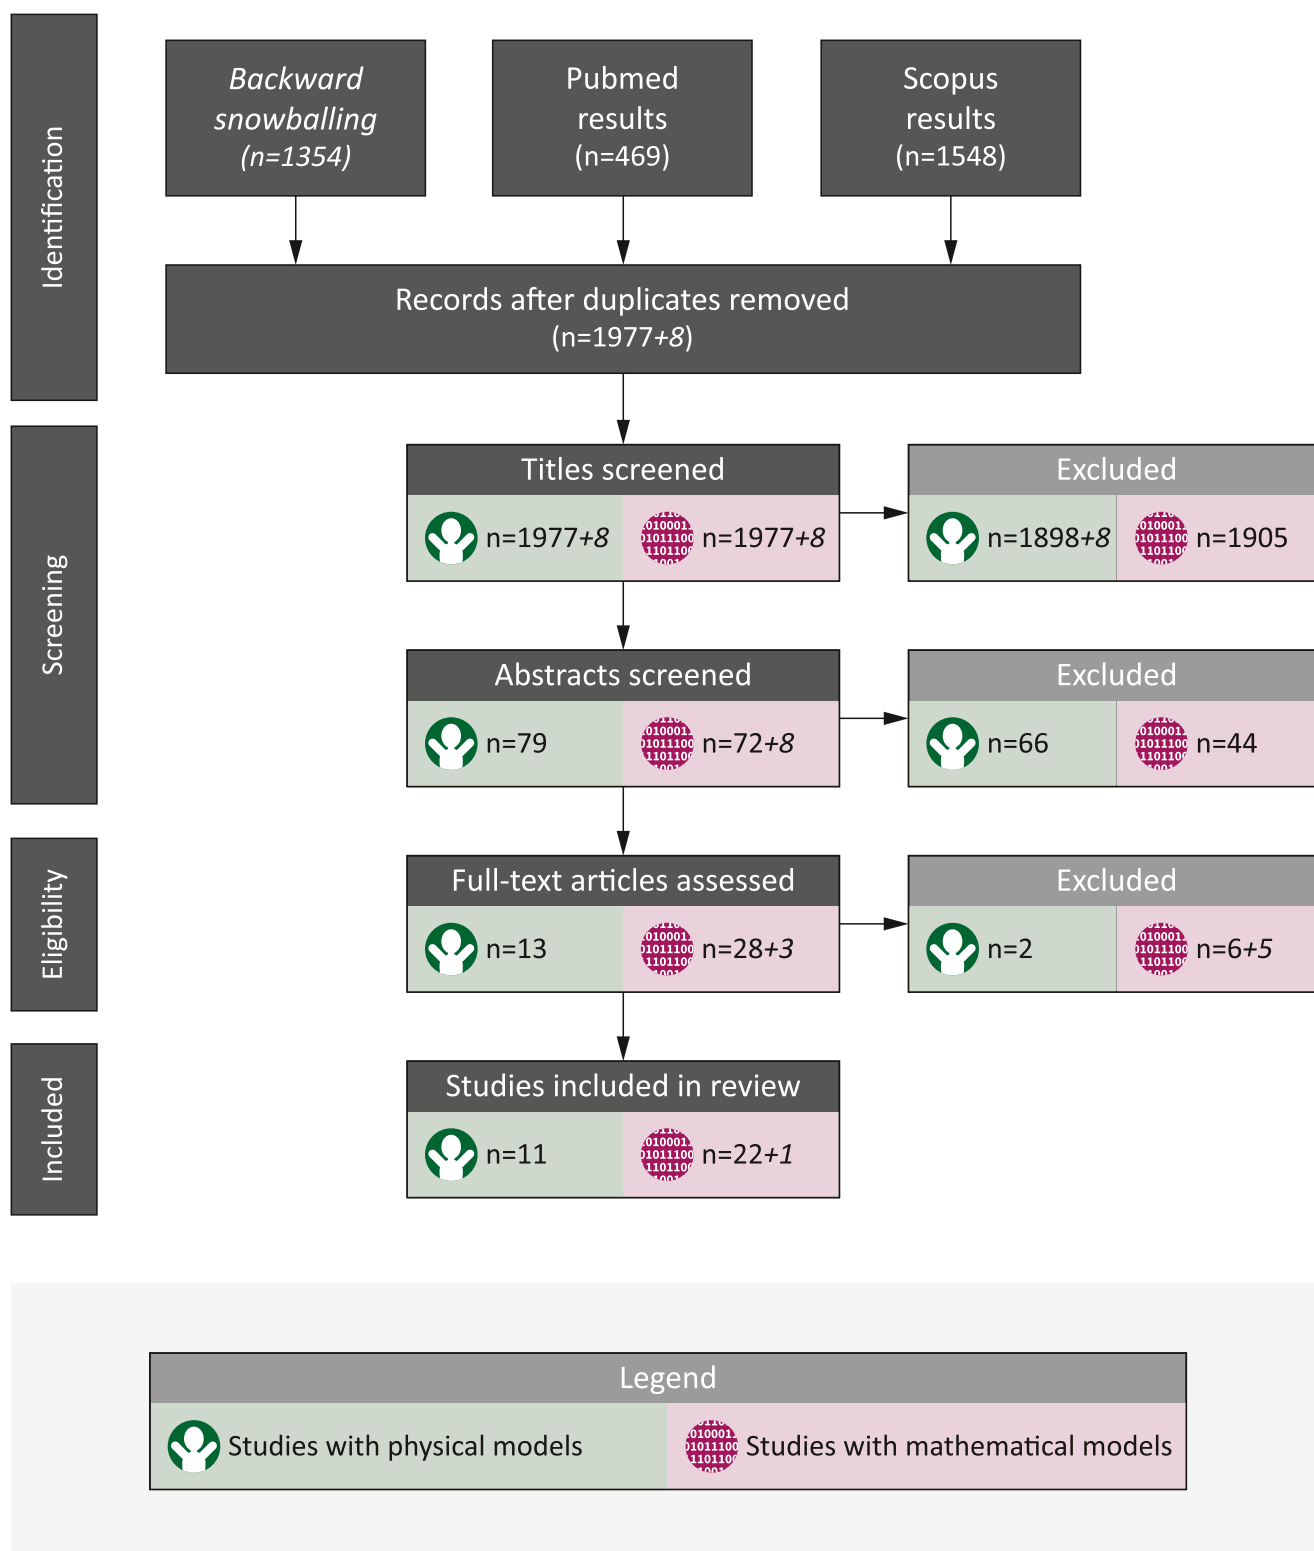 Identification
Backward
snowballing
(n=1354)
Pubmed
results
(n=469)
Scopus
results
(n=1548)
Records after duplicates removed
(n=1977+8)
Screening
Titles screened
n=1977+8
n=1977+8
Excluded
n=1898+8
n=1905
Abstracts screened
n=79
n=72+8
Excluded
n=66
n=44
Eligibility
Full-text articles assessed
n=13
n=28+3
Excluded
n=2
n=6+5
Included
Studies included in review
n=11
n=22+1
Legend
Studies with physical models
Studies with mathematical models